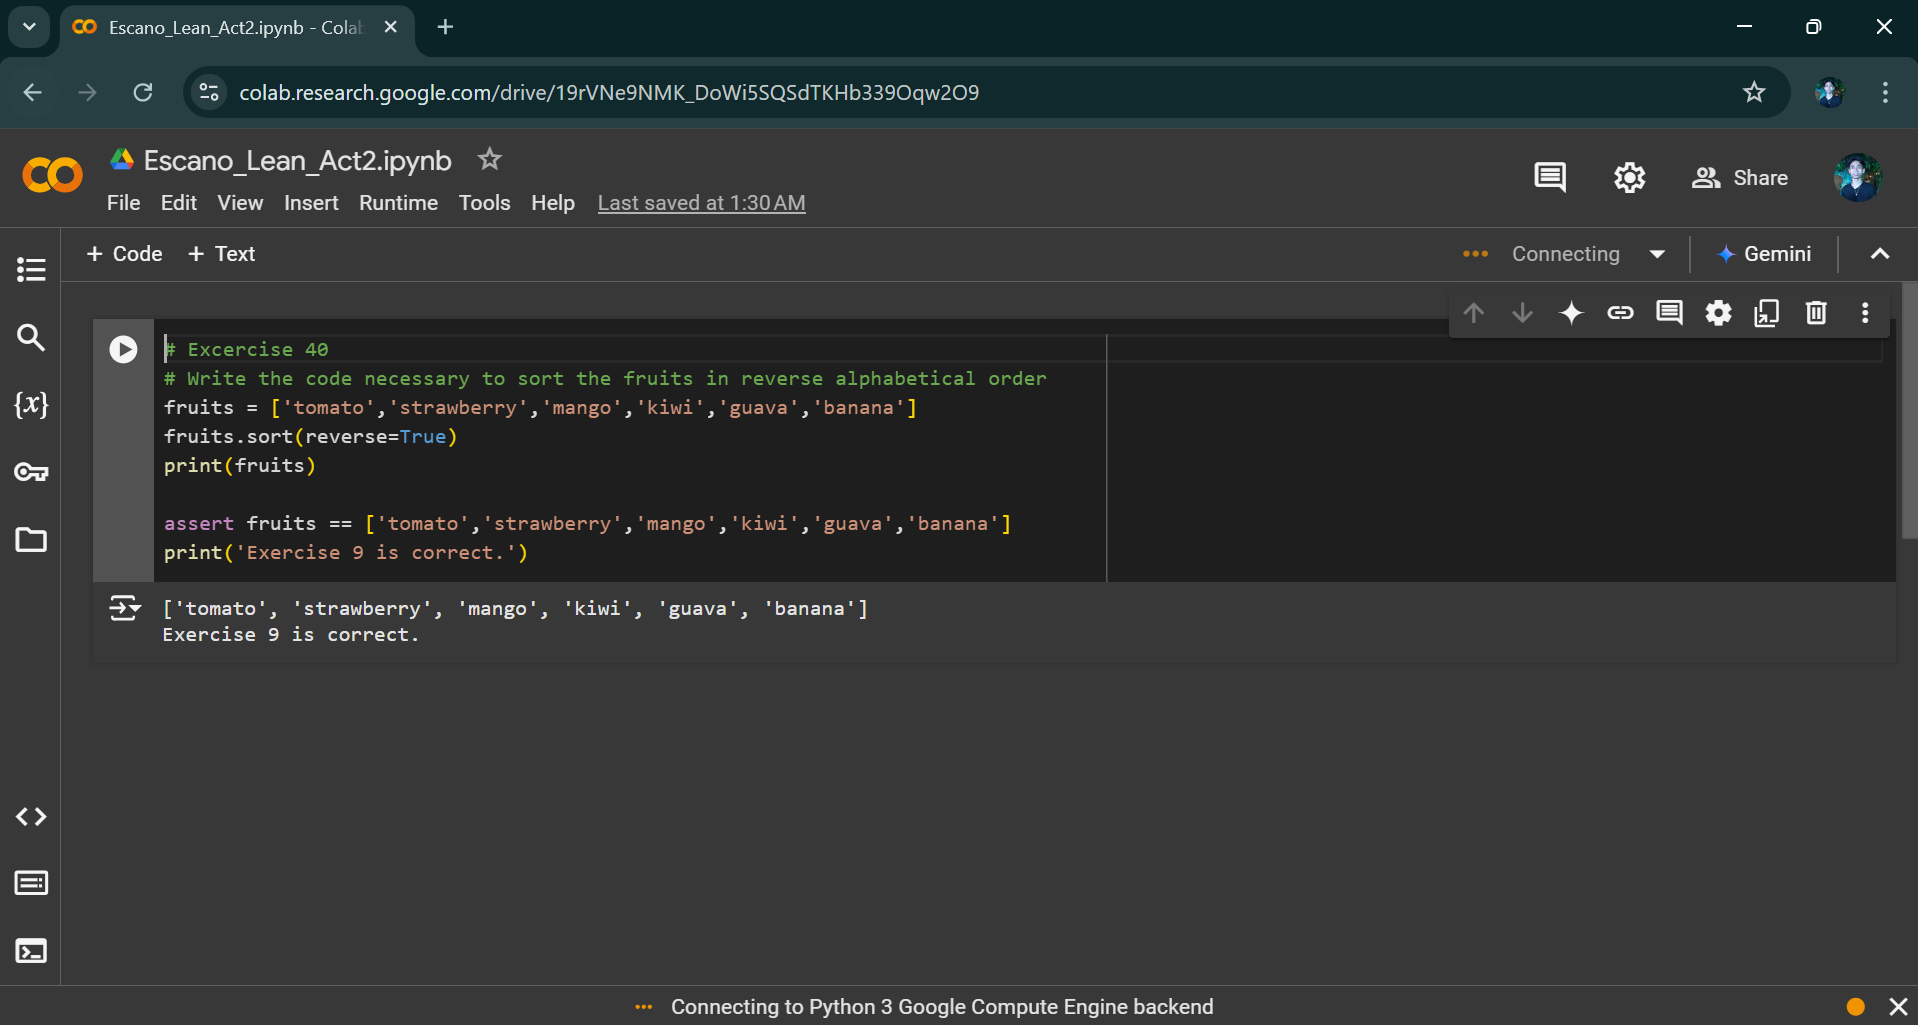 Escano_Lean_Act2.ipynb - Cola
colab.research.google.com/drive/19rVNe9NMK_DoWi5SQSdTKHb339Oqw2O9
Escano_Lean_Act2.ipynb
File Edit View Insert Runtime Tools Help Last saved at 1:30 AM
Share
+ Code + Text
Connecting
Gemini
# Excercise 40
# Write the code necessary to sort the fruits in reverse alphabetical order
fruits = ['tomato','strawberry','mango','kiwi','guava','banana']
fruits.sort(reverse=True)
print(fruits)
assert fruits == ['tomato','strawberry','mango','kiwi','guava','banana']
print('Exercise 9 is correct.')
['tomato', 'strawberry', 'mango', 'kiwi', 'guava', 'banana']
Exercise 9 is correct.
Connecting to Python 3 Google Compute Engine backend